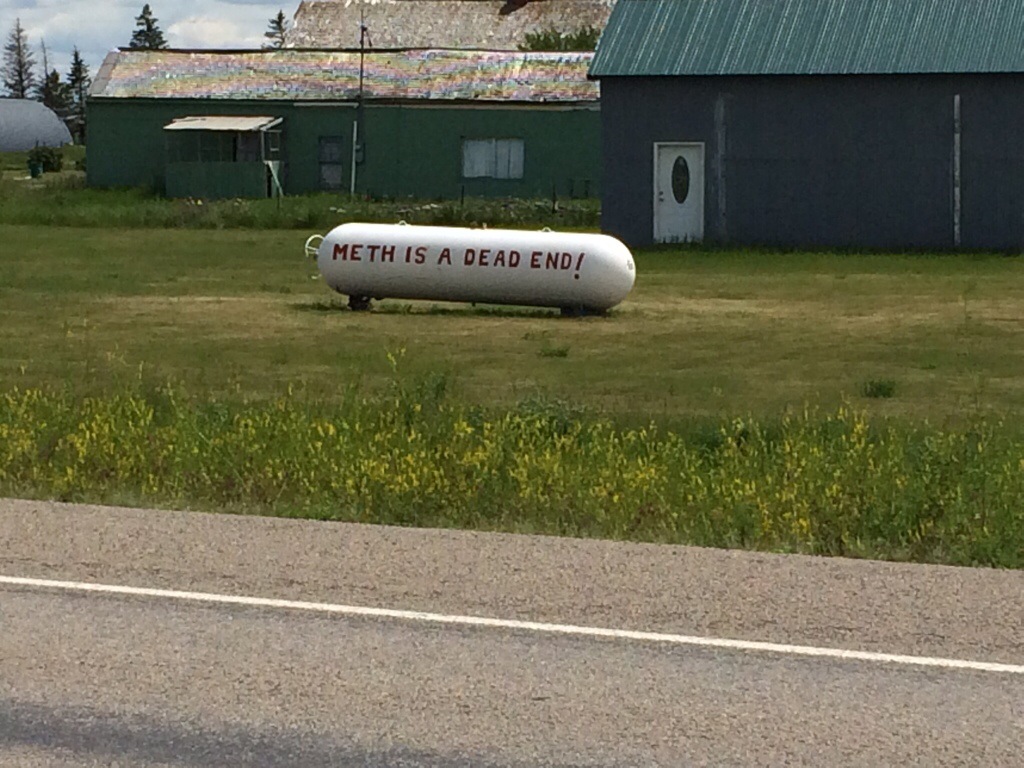 METH IS A DEAD END!